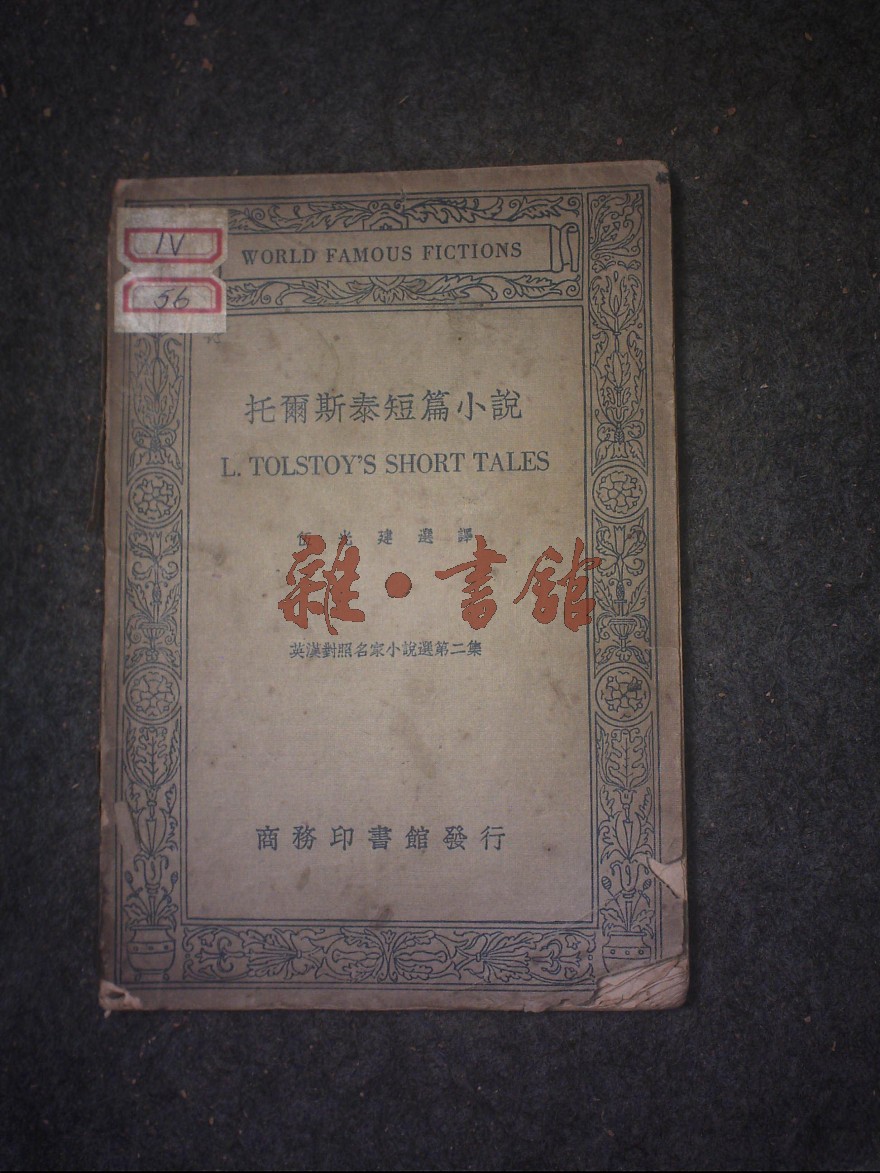 IV
56
WORLD FAMOUS FICTIONS
托爾斯泰短篇小說
L. TOLSTOY'S SHORT TALES
伍光建選譯
雜·書館
英漢對照名家小說選第二集
商務印書館發行